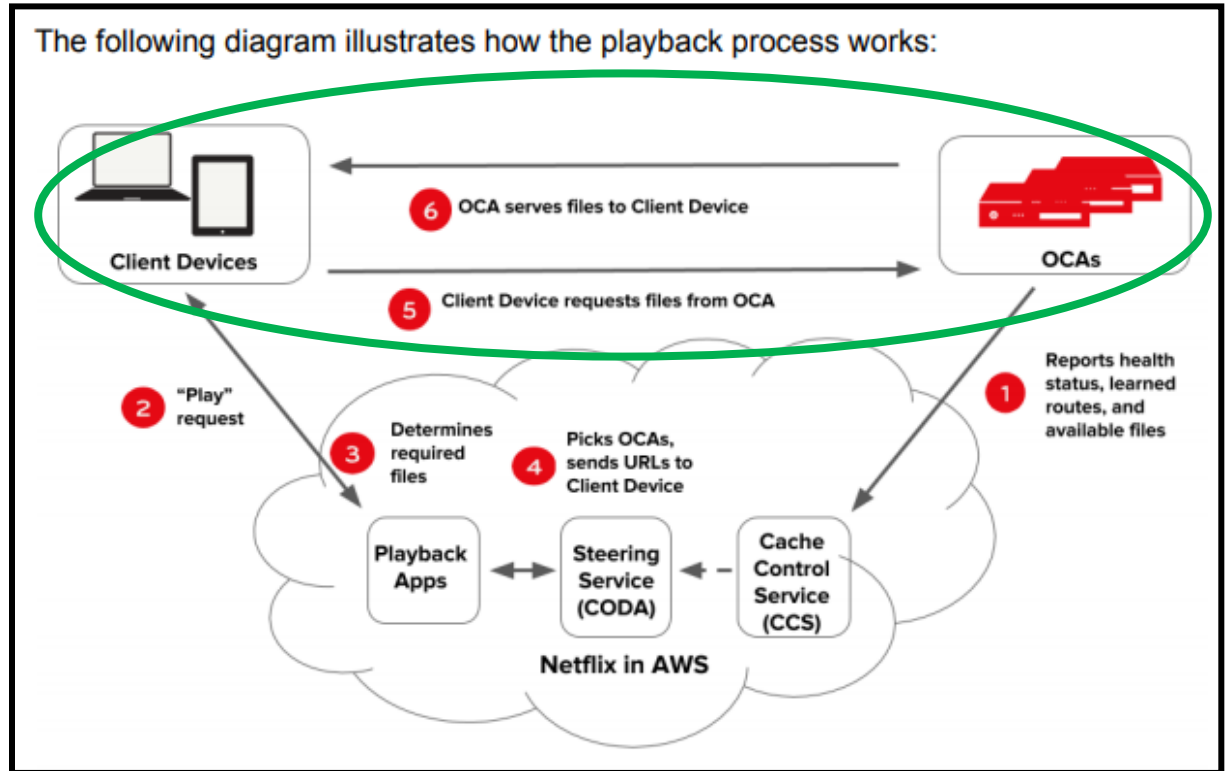 The following diagram illustrates how the playback process works:
Client Devices
OCAs
6
OCA serves files to Client Device
5
Client Device requests files from OCA
1
Reports health
status, learned
routes, and
available files
2
“Play”
request
3
Determines
required
files
4
Picks OCAs,
sends URLs to
Client Device
Playback
Apps
Steering
Service
(CODA)
Cache
Control
Service
(CCS)
Netflix in AWS